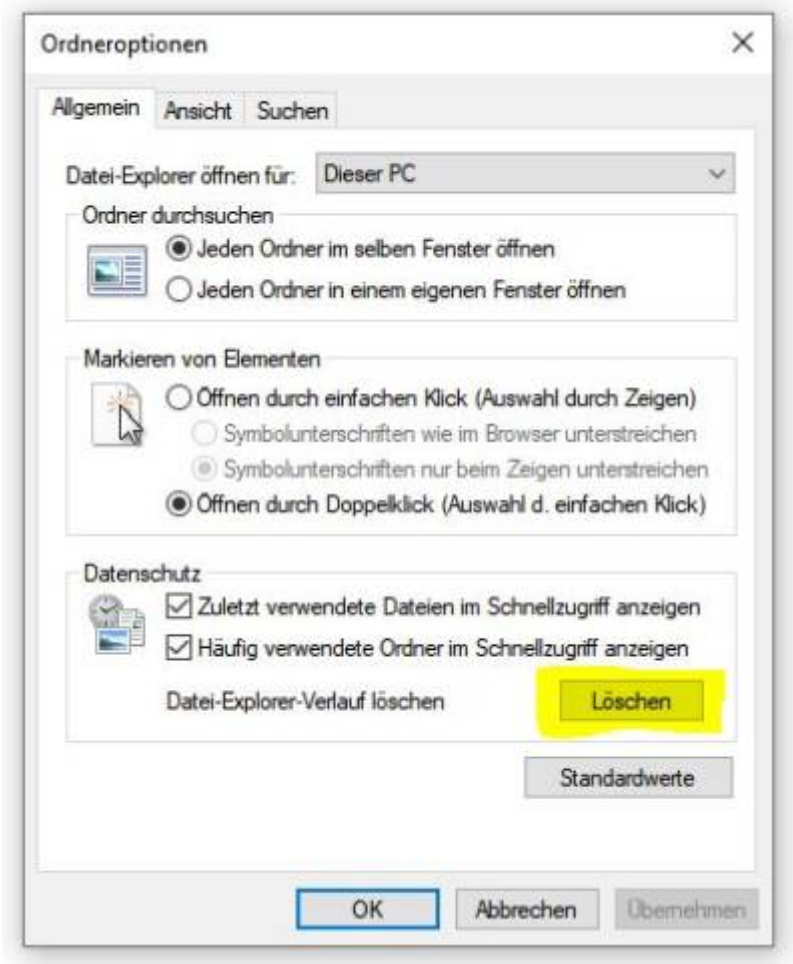 Ordneroptionen
Allgemein Ansicht Suchen
Datei-Explorer öffnen für: Dieser PC
Ordner durchsuchen
Jeden Ordner im selben Fenster öffnen
Jeden Ordner in einem eigenen Fenster öffnen
Markieren von Elementen
Öffnen durch einfachen Klick (Auswahl durch Zeigen)
Symbolunterschriften wie im Browser unterstreichen
Symbolunterschriften nur beim Zeigen unterstreichen
Öffnen durch Doppelklick (Auswahl d. einfachen Klick)
Datenschutz
Zuletzt verwendete Dateien im Schnellzugriff anzeigen
Häufig verwendete Ordner im Schnellzugriff anzeigen
Datei-Explorer-Verlauf löschen Löschen
Standardwerte
OK Abbrechen Übernehmen